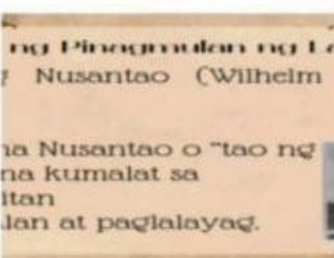 ng Pinagmulan ng L
Nusantao (Wilhelm
na Nusantao o "tao ng
na kumalat sa
itan
lan at paglalayag.